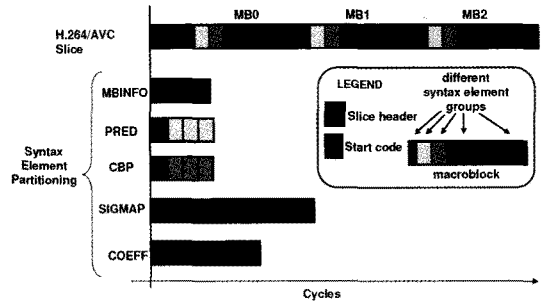 MB0 MB1 MB2
H.264/AVC
Slice
MBINFO
PRED
CBP
SIGMAP
COEFF
Syntax
Element
Partitioning
LEGEND
Slice header
Start code
different
syntax element
groups
macroblock
Cycles